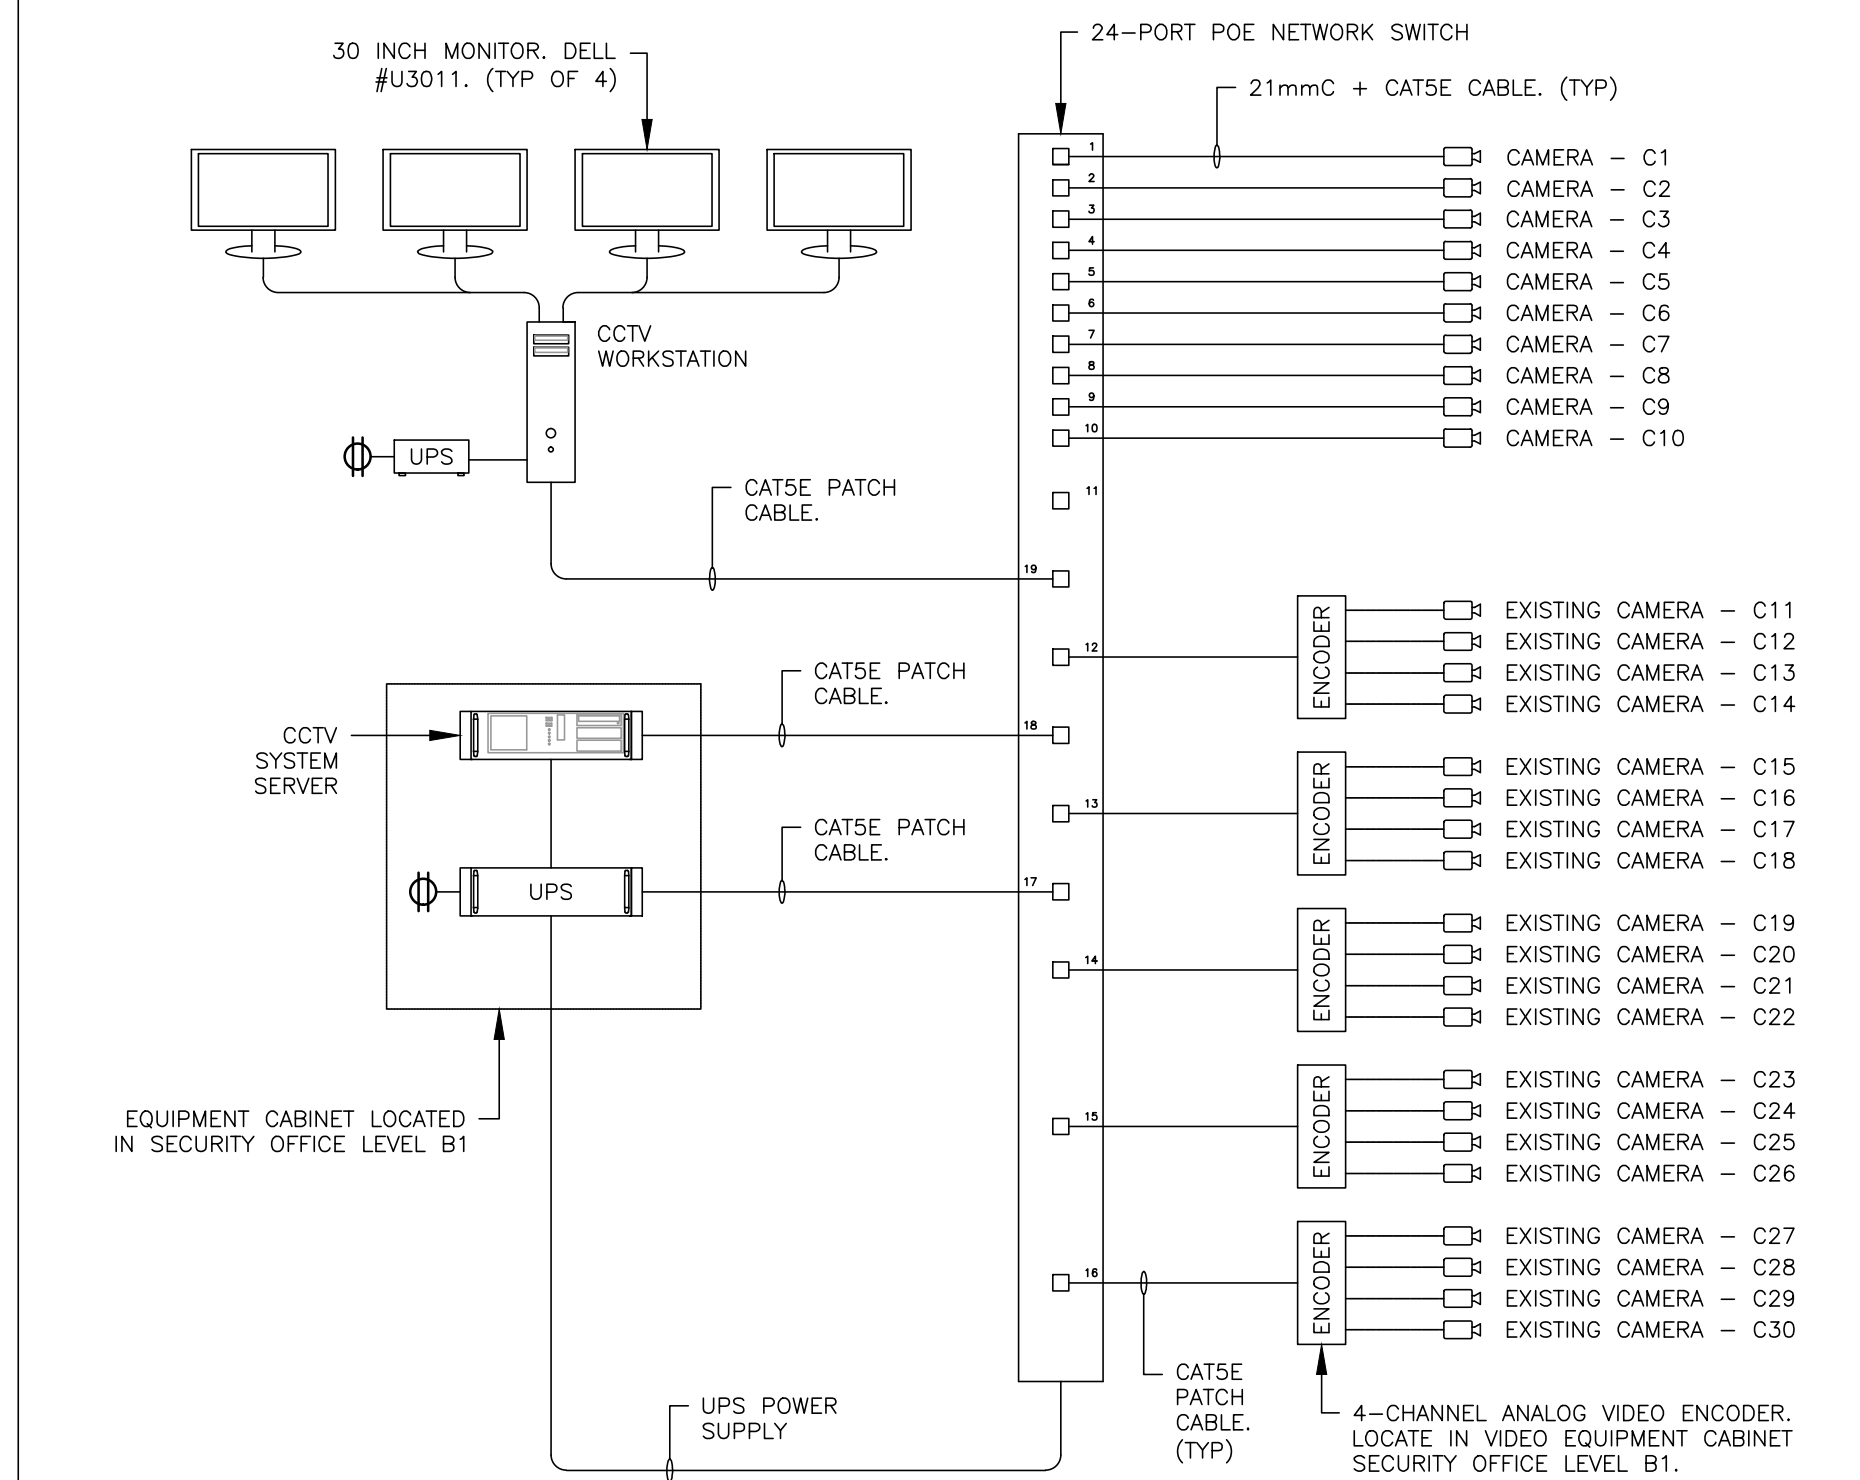 30 INCH MONITOR. DELL
#U3011. (TYP OF 4)
24-PORT POE NETWORK SWITCH
21mmC + CAT5E CABLE. (TYP)
1
CAMERA - C1
2
CAMERA - C2
3
CAMERA - C3
4
CAMERA - C4
5
CAMERA - C5
6
CAMERA - C6
7
CAMERA - C7
8
CAMERA - C8
9
CAMERA - C9
10
CAMERA - C10
11
CCTV
WORKSTATION
UPS
CAT5E PATCH
CABLE.
19
12
ENCODER
EXISTING CAMERA - C11
EXISTING CAMERA - C12
EXISTING CAMERA - C13
EXISTING CAMERA - C14
CAT5E PATCH
CABLE.
18
CCTV
SYSTEM
SERVER
13
ENCODER
EXISTING CAMERA - C15
EXISTING CAMERA - C16
EXISTING CAMERA - C17
EXISTING CAMERA - C18
CAT5E PATCH
CABLE.
17
UPS
14
ENCODER
EXISTING CAMERA - C19
EXISTING CAMERA - C20
EXISTING CAMERA - C21
EXISTING CAMERA - C22
EQUIPMENT CABINET LOCATED
IN SECURITY OFFICE LEVEL B1
15
ENCODER
EXISTING CAMERA - C23
EXISTING CAMERA - C24
EXISTING CAMERA - C25
EXISTING CAMERA - C26
16
ENCODER
EXISTING CAMERA - C27
EXISTING CAMERA - C28
EXISTING CAMERA - C29
EXISTING CAMERA - C30
UPS POWER
SUPPLY
CAT5E
PATCH
CABLE.
(TYP)
4-CHANNEL ANALOG VIDEO ENCODER.
LOCATE IN VIDEO EQUIPMENT CABINET
SECURITY OFFICE LEVEL B1.